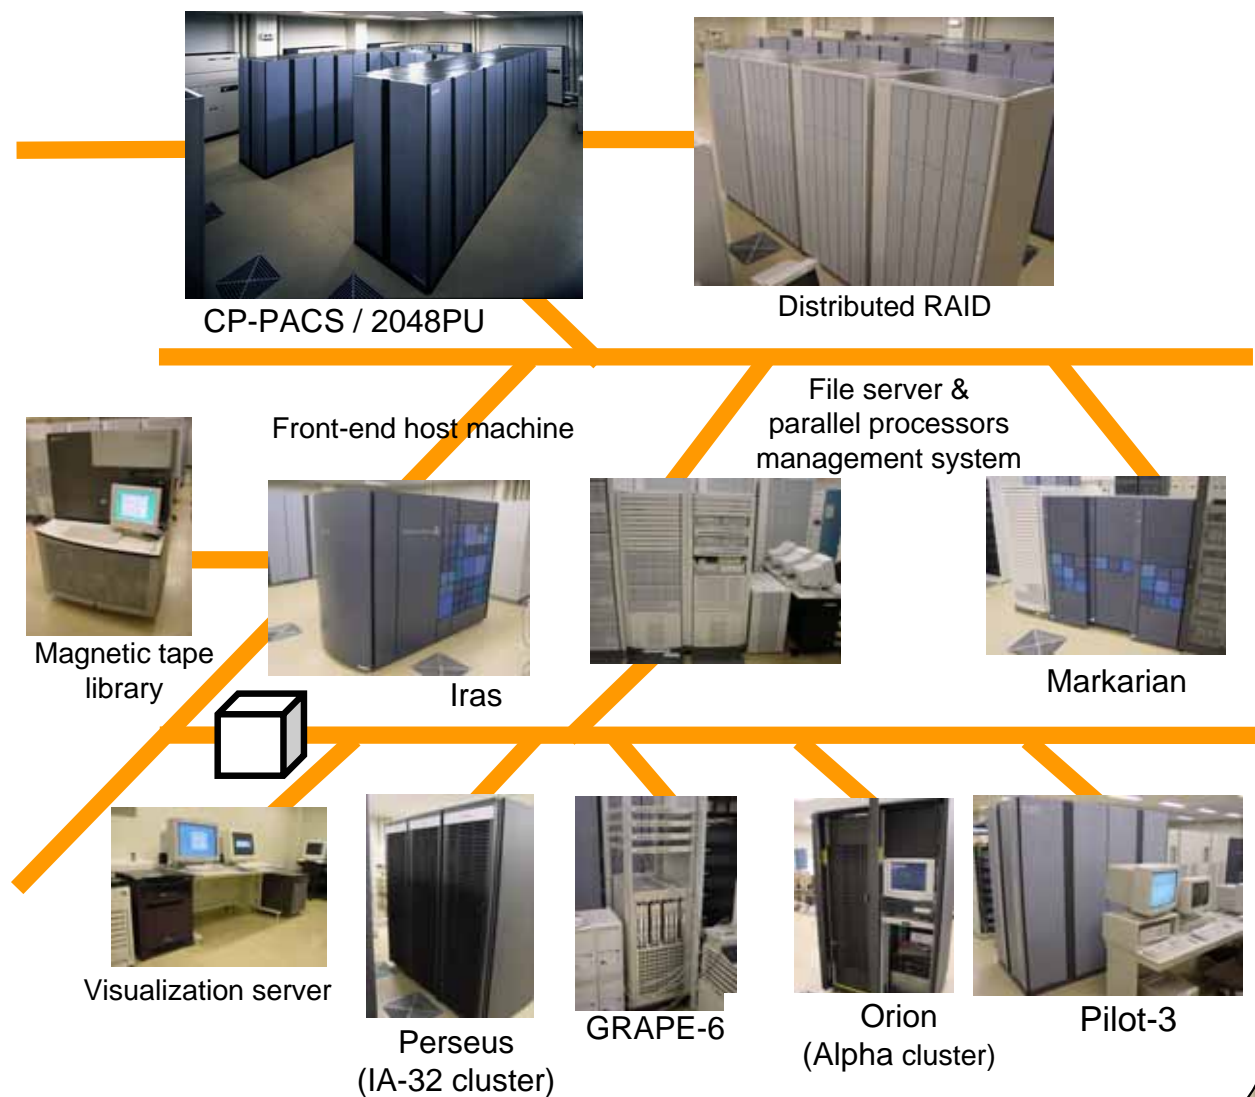 CP-PACS / 2048PU
Distributed RAID
Front-end host machine
File server &
parallel processors
management system
Magnetic tape
library
Iras
Markarian
Visualization server
Perseus
(IA-32 cluster)
GRAPE-6
Orion
(Alpha cluster)
Pilot-3